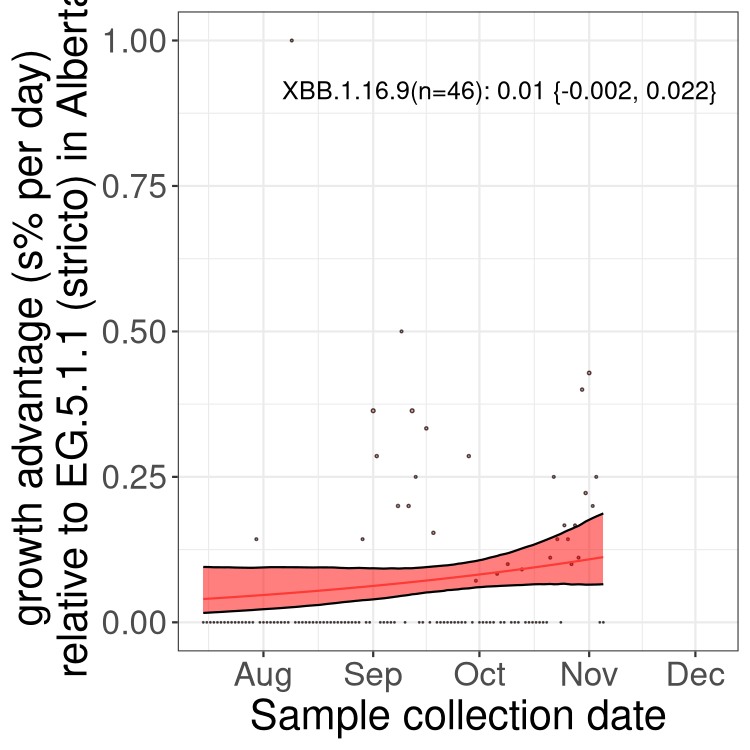 growth advantage (s% per day)
relative to EG.5.1.1 (stricto) in Alberta
1.00
0.75
0.50
0.25
0.00
XBB.1.16.9(n=46): 0.01 {-0.002, 0.022}
Aug Sep Oct Nov Dec
Sample collection date